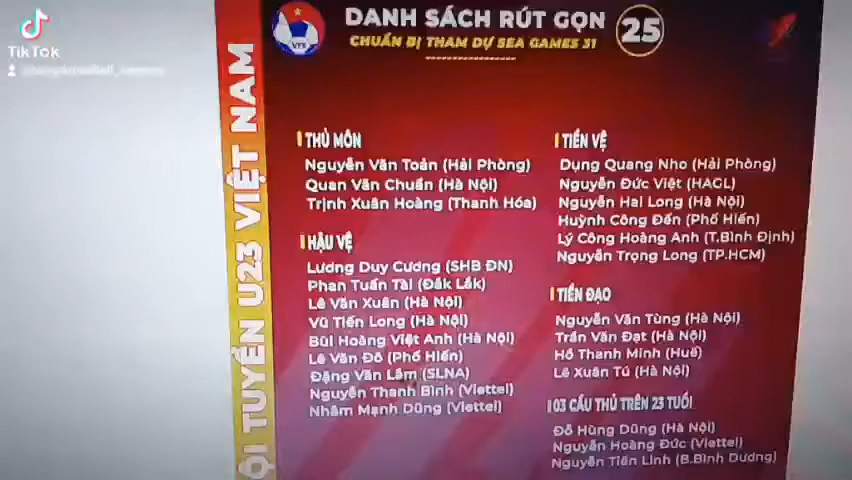 TikTok
DANH SÁCH RÚT GỌN 25
CHUẨN BỊ THAM DỰ SEA GAMES 31
VFF
ĐỘI TUYỂN U23 VIỆT NAM
THỦ MÔN
Nguyễn Văn Toản (Hải Phòng)
Quan Văn Chuẩn (Hà Nội)
Trịnh Xuân Hoàng (Thanh Hóa)
HẬU VỆ
Lương Duy Cương (SHB ĐN)
Phan Tuấn Tài (Đắk Lắk)
Lê Văn Xuân (Hà Nội)
Vũ Tiến Long (Hà Nội)
Bùi Hoàng Việt Anh (Hà Nội)
Lê Văn Đô (Phố Hiến)
Đặng Văn Lắm (SLNA)
Nguyễn Thanh Bình (Viettel)
Nhâm Mạnh Dũng (Viettel)
TIỀN VỆ
Dụng Quang Nho (Hải Phòng)
Nguyễn Đức Việt (HAGL)
Nguyễn Hai Long (Hà Nội)
Huỳnh Công Đến (Phố Hiến)
Lý Công Hoàng Anh (T.Bình Định)
Nguyễn Trọng Long (TP.HCM)
TIỀN ĐẠO
Nguyễn Văn Tùng (Hà Nội)
Trần Văn Đạt (Hà Nội)
Hồ Thanh Minh (Huế)
Lê Xuân Tú (Hà Nội)
03 CẦU THỦ TRÊN 23 TUỔI
Đỗ Hùng Dũng (Hà Nội)
Nguyễn Hoàng Đức (Viettel)
Nguyễn Tiến Linh (B.Bình Dương)